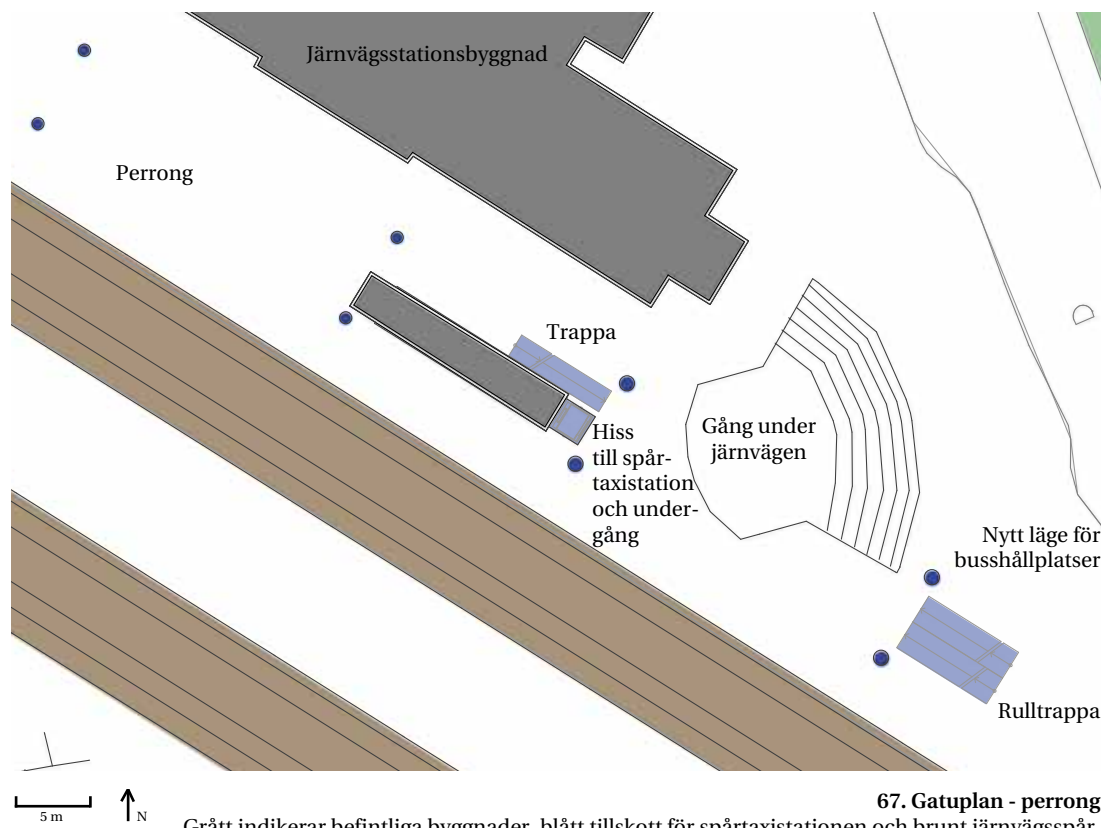 Järnvägsstationsbyggnad
Perrong
Trappa
Hiss
till spår-
taxistation
och under-
gång
Gång under
järnvägen
Nytt läge för
busshållplatser
Rulltrappa
5 m
N
67. Gatuplan - perrong
Grått indikerar befintliga byggnader, blått tillskott för spårtaxistationen och brunt järnvägsspår.